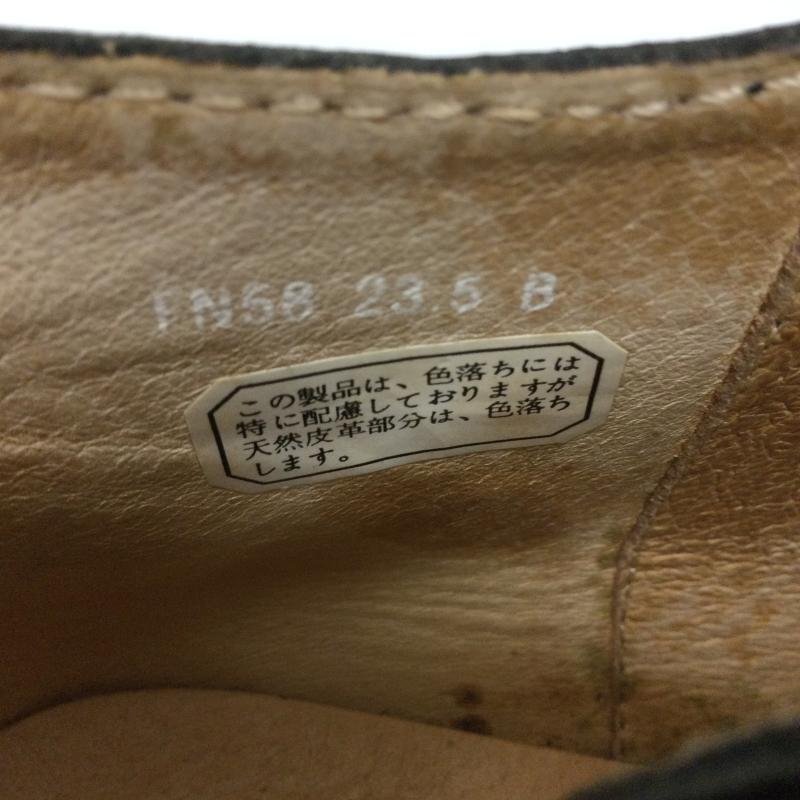 FN58 23.5 B
この製品は、色落ちには
特に配慮しておりますが
天然皮革部分は、色落ち
します。